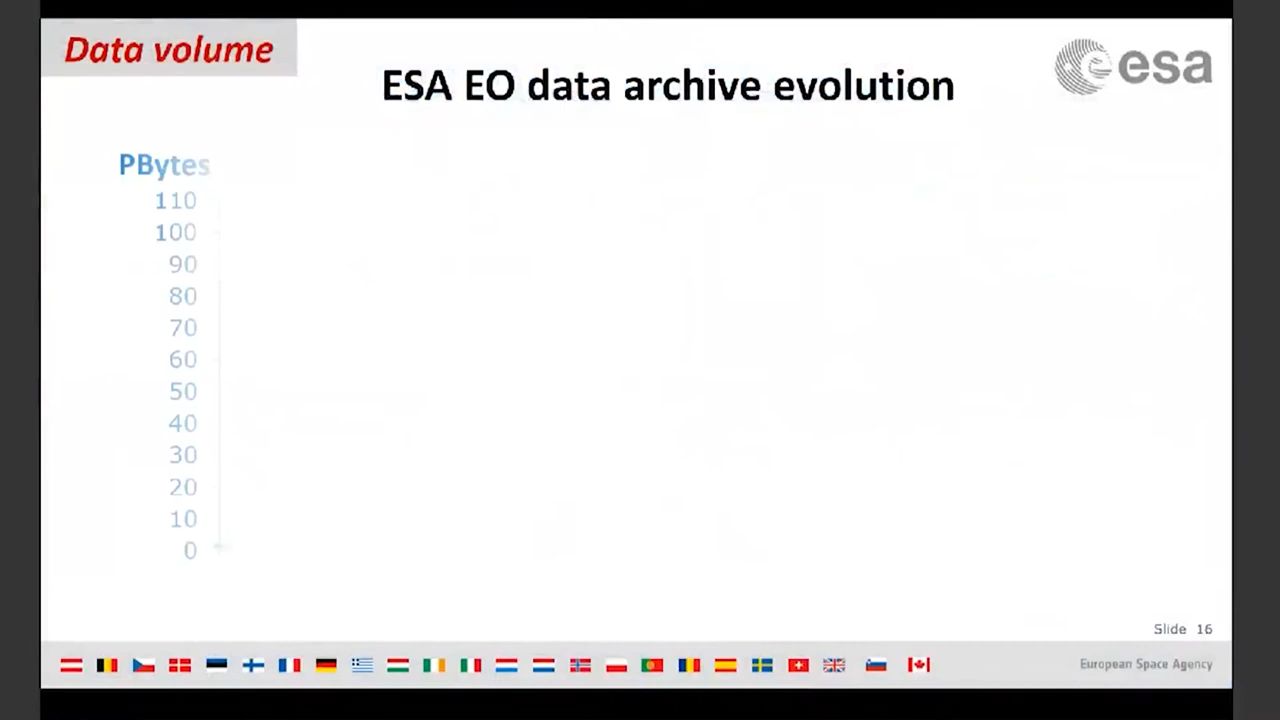 Data volume
ESA EO data archive evolution
esa
PBytes
110
100
90
80
70
60
50
40
30
20
10
0
Slide 16
European Space Agency